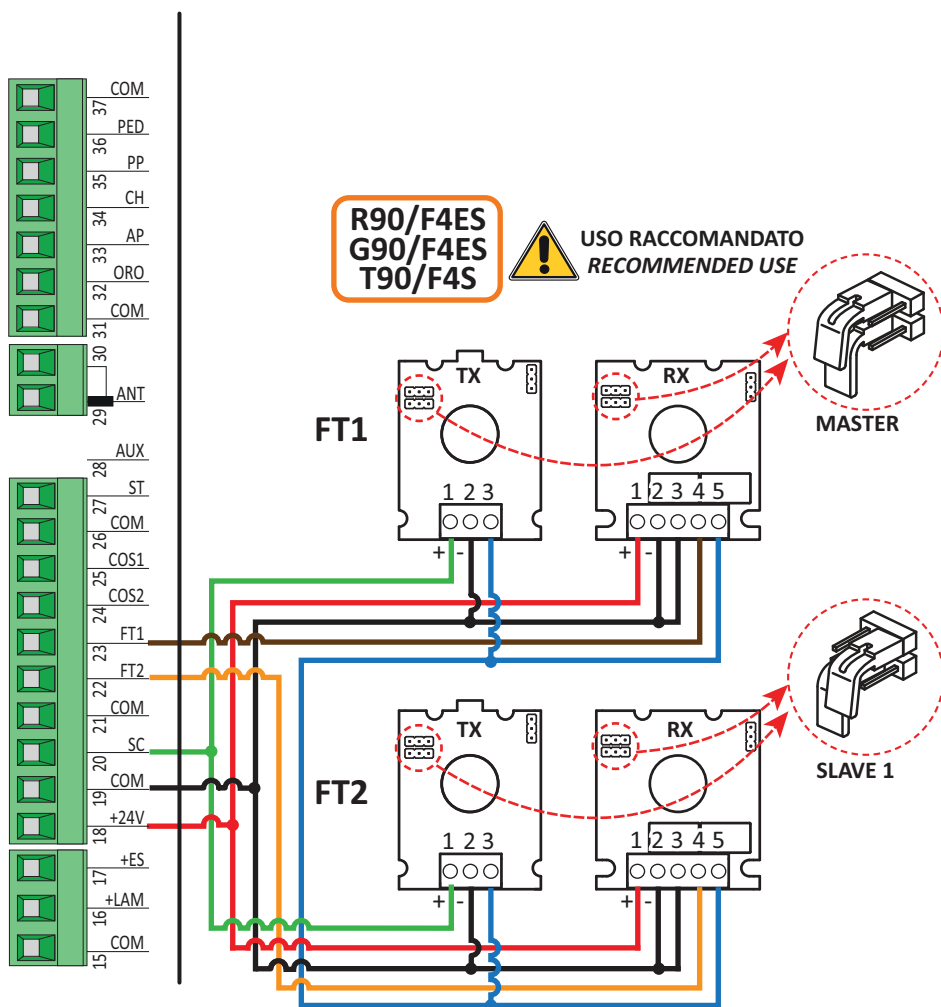 COM
37
PED
36
PP
35
CH
34
AP
33
ORO
32
COM
31
30
ANT
29
AUX
28
ST
27
COM
26
COS1
25
COS2
24
FT1
23
FT2
22
COM
21
SC
20
COM
19
+24V
18
+ES
17
+LAM
16
COM
15
R90/F4ES
G90/F4ES
T90/F4S
USO RACCOMANDATO
RECOMMENDED USE
FT1
TX
1 2 3
+ -
RX
1 2 3 4 5
+ -
MASTER
FT2
TX
1 2 3
+ -
RX
1 2 3 4 5
+ -
SLAVE 1